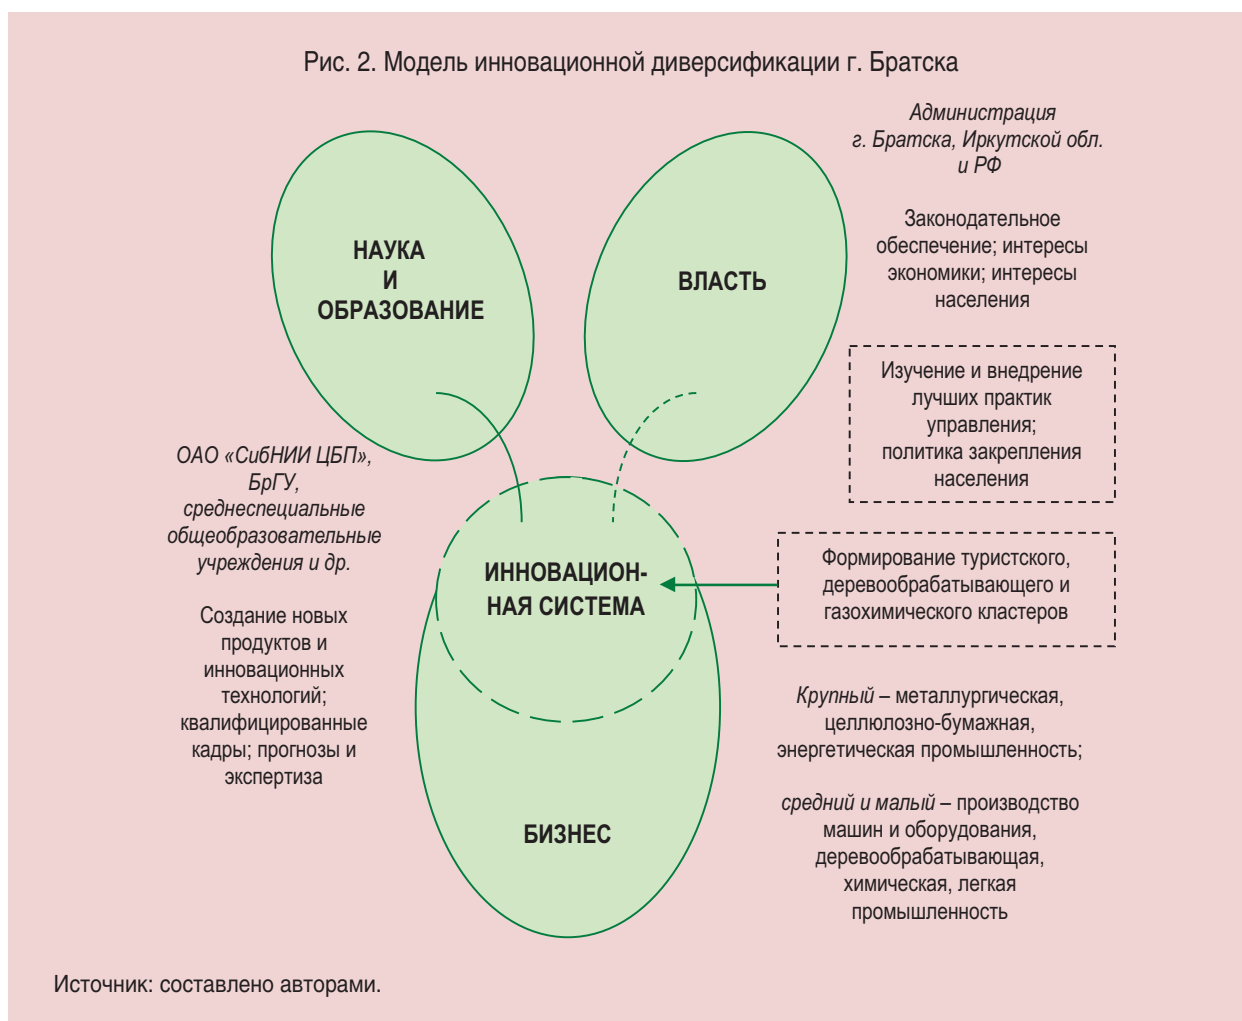 Рис. 2. Модель инновационной диверсификации г. Братска
НАУКА
И
ОБРАЗОВАНИЕ
ВЛАСТЬ
Администрация
г. Братска, Иркутской обл.
и РФ
Законодательное
обеспечение; интересы
экономики; интересы
населения
Изучение и внедрение
лучших практик
управления;
политика закрепления
населения
ОАО «СибНИИ ЦБП»,
БрГУ,
среднеспециальные
общеобразовательные
учреждения и др.
Создание новых
продуктов и
инновационных
технологий;
квалифицированные
кадры; прогнозы и
экспертиза
ИННОВАЦИОН-
НАЯ СИСТЕМА
Формирование туристского,
деревообрабатывающего и
газохимического кластеров
Крупный – металлургическая,
целлюлозно-бумажная,
энергетическая промышленность;
средний и малый – производство
машин и оборудования,
деревообрабатывающая,
химическая, легкая
промышленность
БИЗНЕС
Источник: составлено авторами.